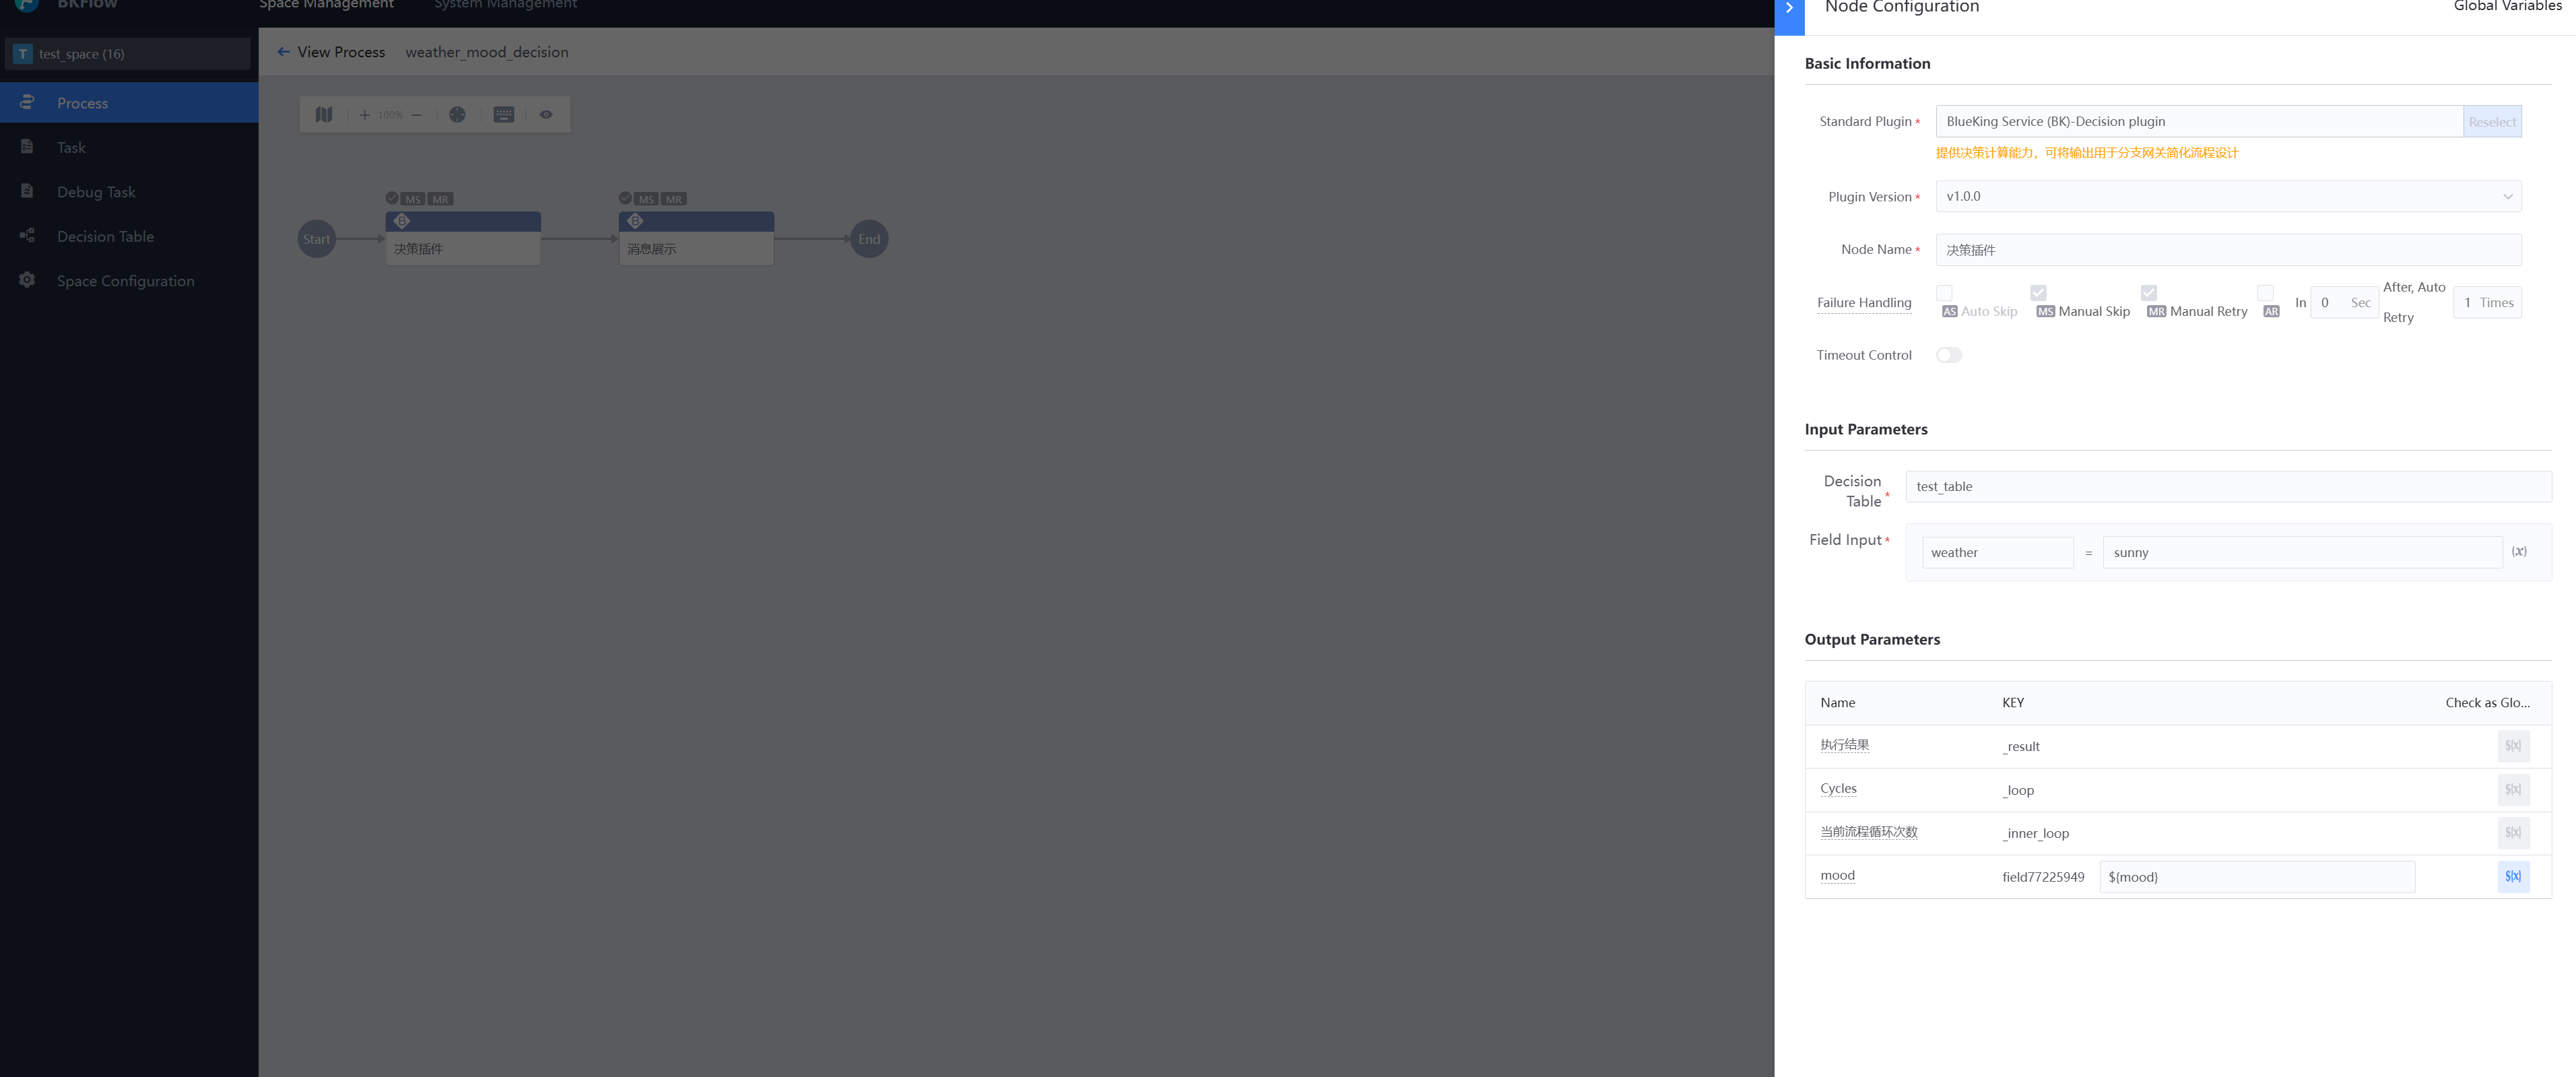 BKFlow
Space Management
System Management
T test_space (16)
Process
Task
Debug Task
Decision Table
Space Configuration
View Process weather_mood_decision
100%
MS MR
MS MR
Start
决策插件
消息展示
End
Node Configuration
Global Variables
Basic Information
Standard Plugin *
BlueKing Service (BK)-Decision plugin
Reselect
提供决策计算能力，可将输出用于分支网关简化流程设计
Plugin Version *
v1.0.0
Node Name *
决策插件
Failure Handling
AS Auto Skip
MS Manual Skip
MR Manual Retry
AR
In 0 Sec
After, Auto
Retry
1 Times
Timeout Control
Input Parameters
Decision
Table *
test_table
Field Input *
weather = sunny (x)
Output Parameters
Name KEY Check as Glo...
执行结果 _result $(x)
Cycles _loop $(x)
当前流程循环次数 _inner_loop $(x)
mood field77225949 ${mood} $(x)